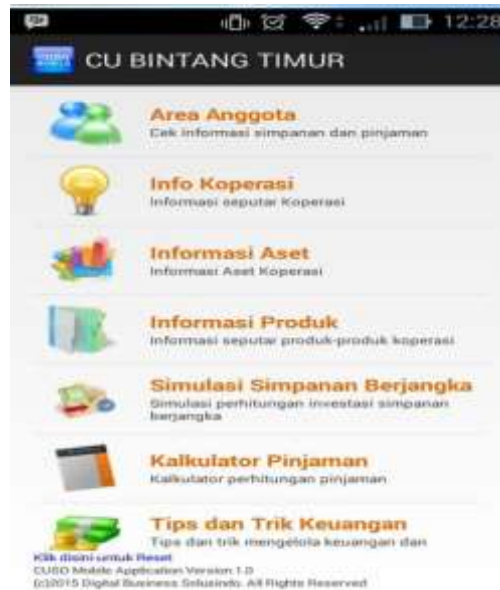 12:28
CU BINTANG TIMUR
Area Anggota
Cek informasi simpanan dan pinjaman
Info Koperasi
Informasi seputar Koperasi
Informasi Aset
Informasi Aset Koperasi
Informasi Produk
Informasi seputar produk-produk koperasi
Simulasi Simpanan Berjangka
Simulasi perhitungan investasi simpanan
berjangka
Kalkulator Pinjaman
Kalkulator perhitungan pinjaman
Tips dan Trik Keuangan
Tips dan trik mengelola keuangan dan
Klik disini untuk Reset
CUSO Mobile Application Version 1.0
(c)2015 Digital Business Solusindo. All Rights Reserved